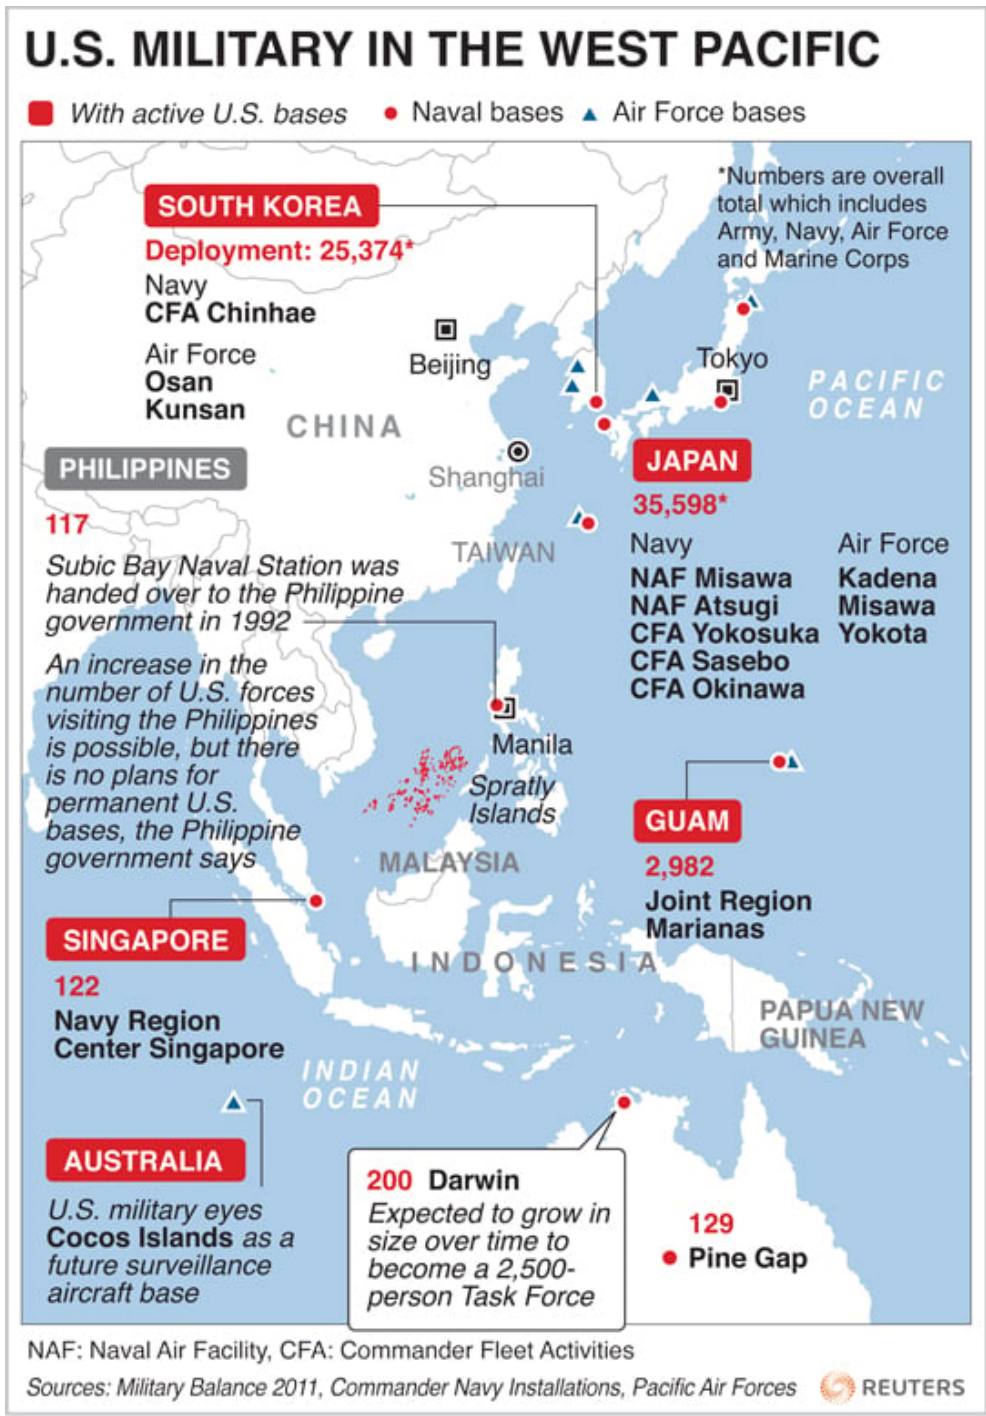 U.S. MILITARY IN THE WEST PACIFIC
With active U.S. bases
Naval bases
Air Force bases
*Numbers are overall
total which includes
Army, Navy, Air Force
and Marine Corps
SOUTH KOREA
Deployment: 25,374*
Navy
CFA Chinhae
Air Force
Osan
Kunsan
Beijing
Tokyo
PACIFIC
OCEAN
CHINA
Shanghai
TAIWAN
PHILIPPINES
117
Subic Bay Naval Station was
handed over to the Philippine
government in 1992
An increase in the
number of U.S. forces
visiting the Philippines
is possible, but there
is no plans for
permanent U.S.
bases, the Philippine
government says
JAPAN
35,598*
Navy
NAF Misawa
NAF Atsugi
CFA Yokosuka
CFA Sasebo
CFA Okinawa
Air Force
Kadena
Misawa
Yokota
Manila
Spratly
Islands
MALAYSIA
GUAM
2,982
Joint Region
Marianas
SINGAPORE
122
Navy Region
Center Singapore
INDONESIA
PAPUA NEW
GUINEA
INDIAN
OCEAN
AUSTRALIA
U.S. military eyes
Cocos Islands as a
future surveillance
aircraft base
200 Darwin
Expected to grow in
size over time to
become a 2,500-
person Task Force
129
Pine Gap
NAF: Naval Air Facility, CFA: Commander Fleet Activities
Sources: Military Balance 2011, Commander Navy Installations, Pacific Air Forces
REUTERS